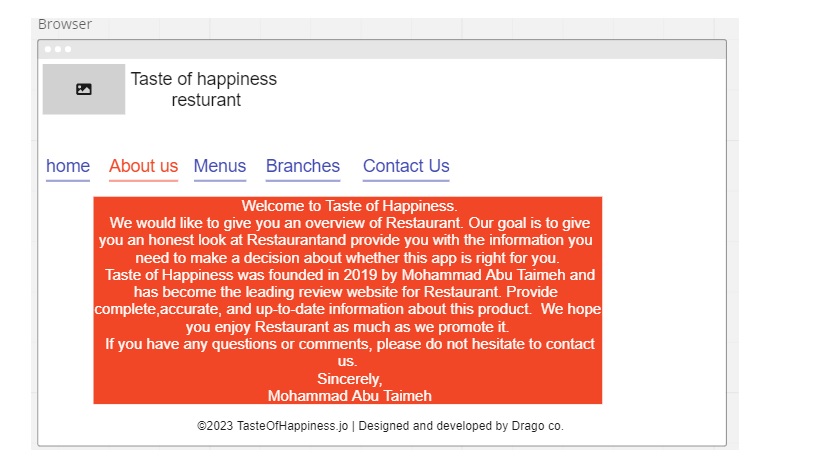 Browser
Taste of happiness
resturant
home About us Menus Branches Contact Us
Welcome to Taste of Happiness.
We would like to give you an overview of Restaurant. Our goal is to give
you an honest look at Restaurantand provide you with the information you
need to make a decision about whether this app is right for you.
Taste of Happiness was founded in 2019 by Mohammad Abu Taimeh and
has become the leading review website for Restaurant. Provide
complete,accurate, and up-to-date information about this product. We hope
you enjoy Restaurant as much as we promote it.
If you have any questions or comments, please do not hesitate to contact
us.
Sincerely,
Mohammad Abu Taimeh
©2023 TasteOfHappiness.jo | Designed and developed by Drago co.